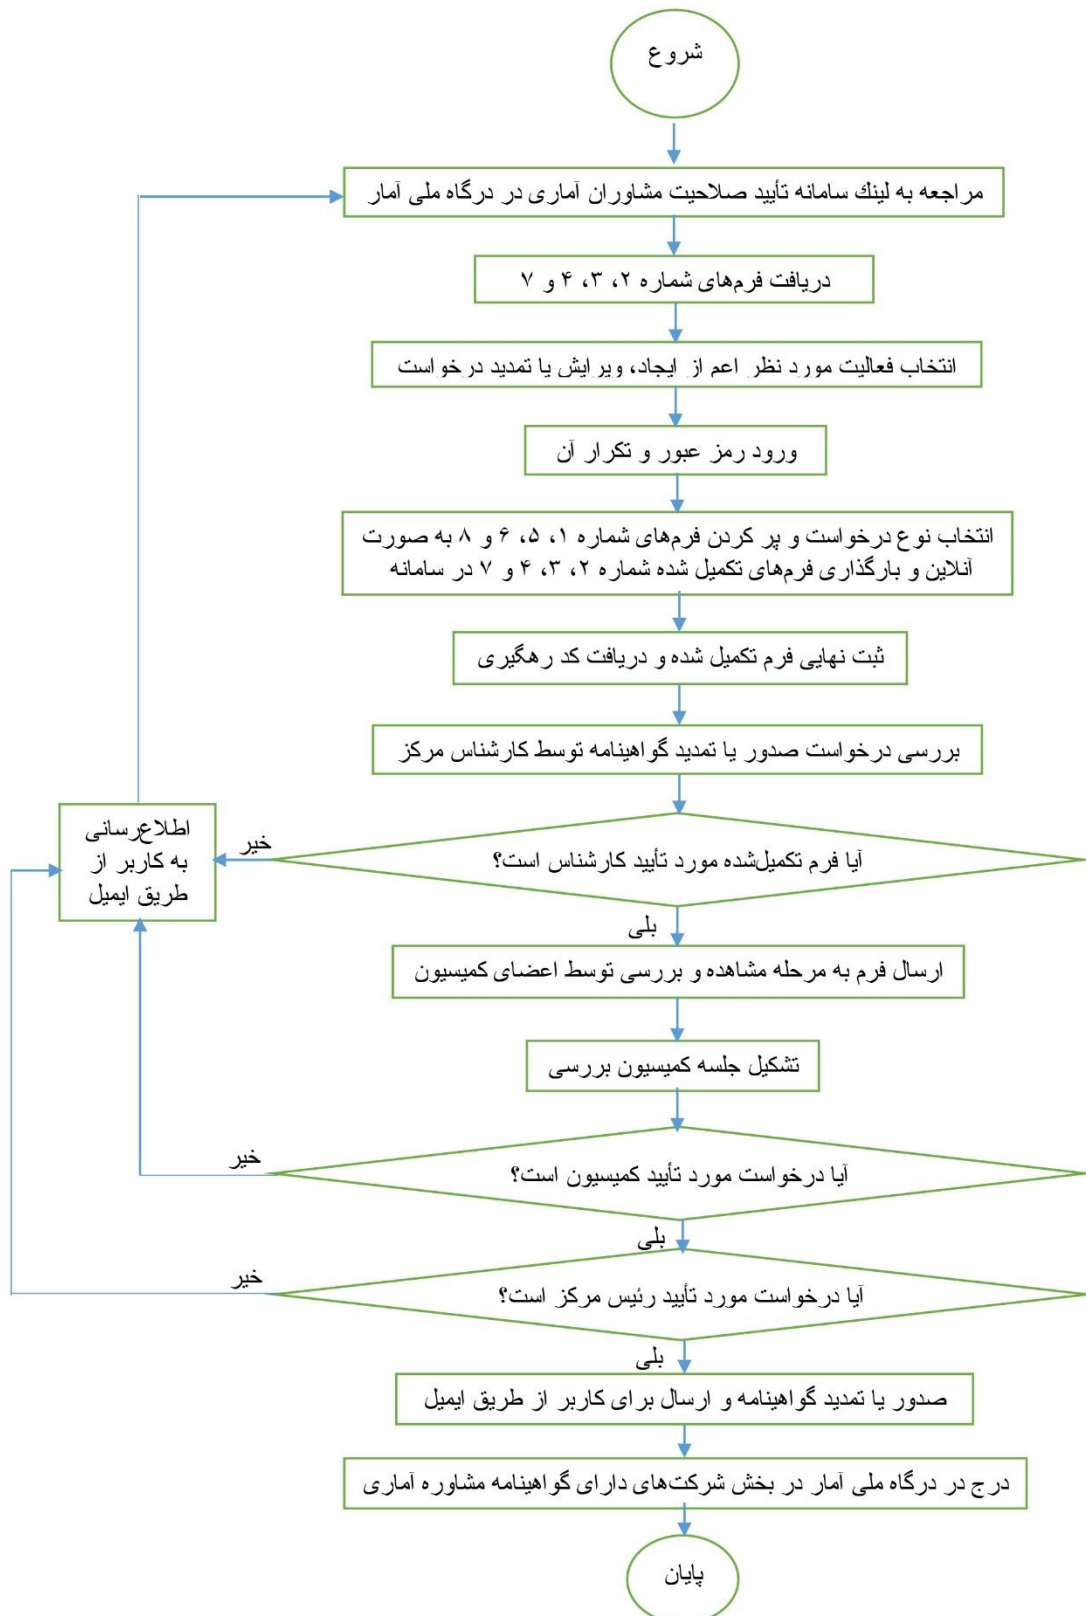 شروع
مراجعه به لینك سامانه تأیید صلاحیت مشاوران آماری در درگاه ملی آمار
دریافت فرم‌های شماره ۲، ۳، ۴ و ۷
انتخاب فعالیت مورد نظر اعم از ایجاد، ویرایش یا تمدید درخواست
ورود رمز عبور و تکرار آن
انتخاب نوع درخواست و پر کردن فرم‌های شماره ۱، ۵، ۶ و ۸ به صورت
آنلاین و بارگذاری فرم‌های تکمیل شده شماره ۲، ۳، ۴ و ۷ در سامانه
ثبت نهایی فرم تکمیل شده و دریافت کد رهگیری
بررسی درخواست صدور یا تمدید گواهینامه توسط کارشناس مرکز
آیا فرم تکمیل‌شده مورد تأیید کارشناس است؟
خیر
اطلاع‌رسانی
به کاربر از
طریق ایمیل
بلی
ارسال فرم به مرحله مشاهده و بررسی توسط اعضای کمیسیون
تشکیل جلسه کمیسیون بررسی
آیا درخواست مورد تأیید کمیسیون است؟
خیر
بلی
آیا درخواست مورد تأیید رئیس مرکز است؟
خیر
بلی
صدور یا تمدید گواهینامه و ارسال برای کاربر از طریق ایمیل
درج در درگاه ملی آمار در بخش شرکت‌های دارای گواهینامه مشاوره آماری
پایان